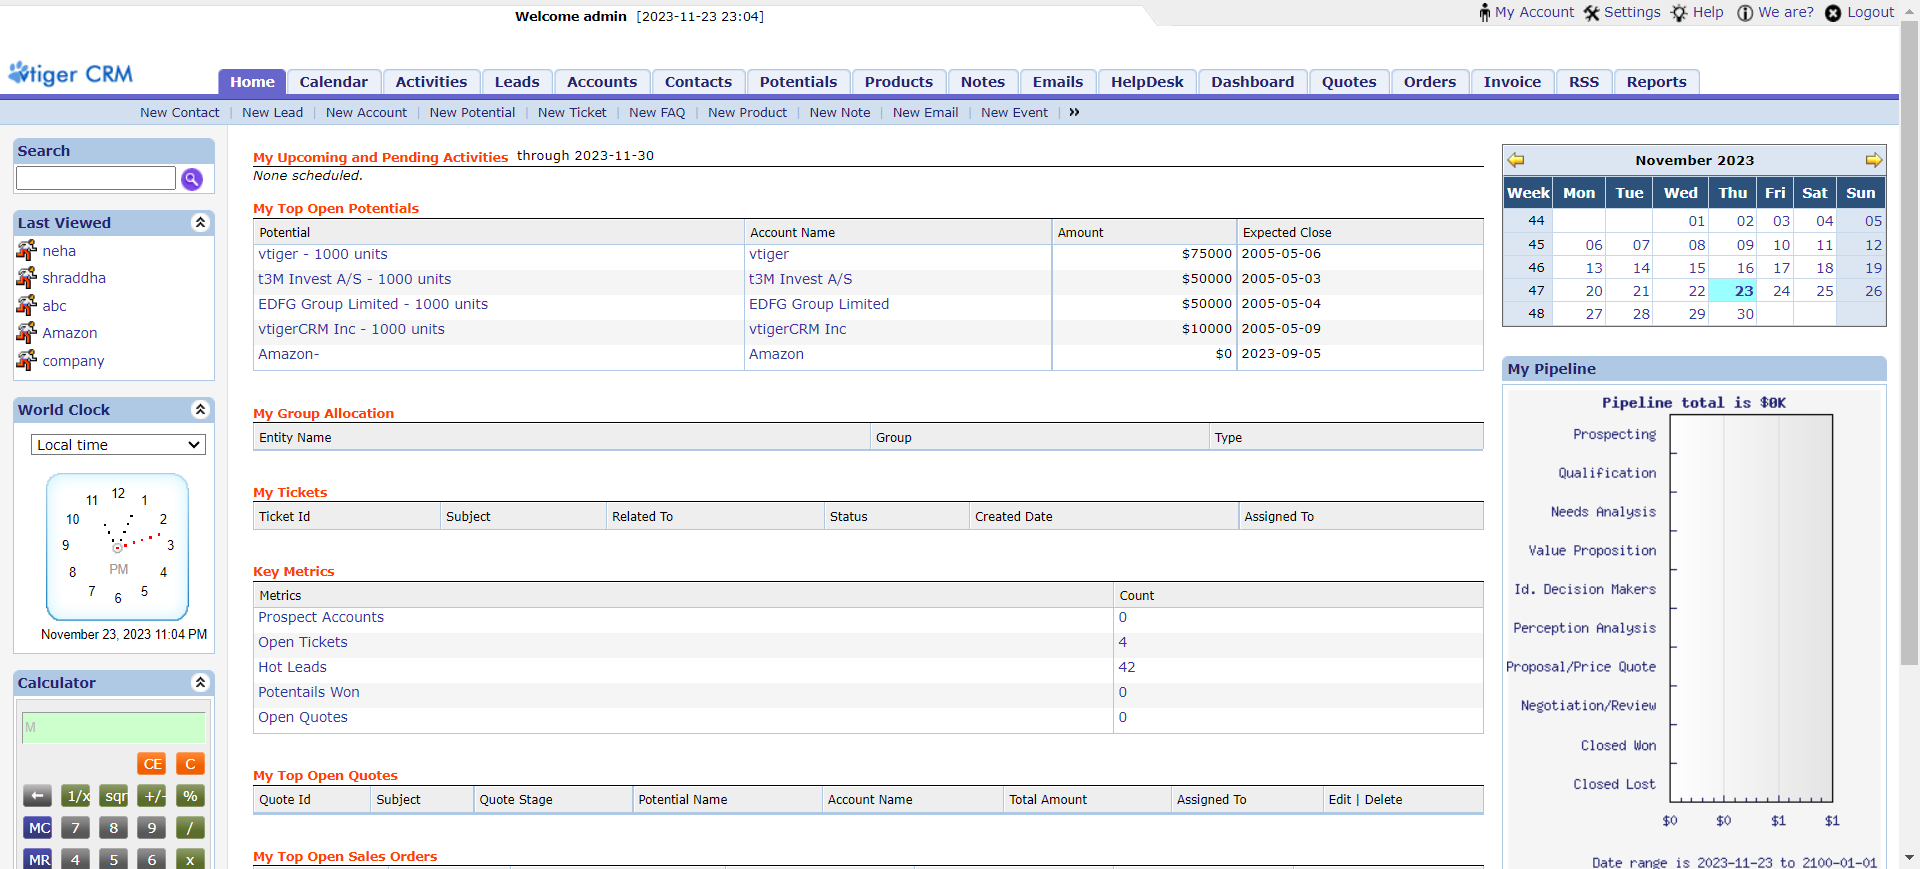 Welcome admin [2023-11-23 23:04]
My Account Settings Help We are? Logout
vtiger CRM
Home Calendar Activities Leads Accounts Contacts Potentials Products Notes Emails HelpDesk Dashboard Quotes Orders Invoice RSS Reports
New Contact | New Lead | New Account | New Potential | New Ticket | New FAQ | New Product | New Note | New Email | New Event | »
Search
Last Viewed
neha
shraddha
abc
Amazon
company
World Clock
Local time
12
11 1
10 2
9 3
PM
8 4
7 5
6
November 23, 2023 11:04 PM
Calculator
M
CE C
← 1/x sqr +/- %
MC 7 8 9 /
MR 4 5 6 x
My Upcoming and Pending Activities through 2023-11-30
None scheduled.
My Top Open Potentials
Potential Account Name Amount Expected Close
vtiger - 1000 units vtiger $75000 2005-05-06
t3M Invest A/S - 1000 units t3M Invest A/S $50000 2005-05-03
EDFG Group Limited - 1000 units EDFG Group Limited $50000 2005-05-04
vtigerCRM Inc - 1000 units vtigerCRM Inc $10000 2005-05-09
Amazon- Amazon $0 2023-09-05
My Group Allocation
Entity Name Group Type
My Tickets
Ticket Id Subject Related To Status Created Date Assigned To
Key Metrics
Metrics Count
Prospect Accounts 0
Open Tickets 4
Hot Leads 42
Potentails Won 0
Open Quotes 0
My Top Open Quotes
Quote Id Subject Quote Stage Potential Name Account Name Total Amount Assigned To Edit | Delete
My Top Open Sales Orders
November 2023
Week Mon Tue Wed Thu Fri Sat Sun
44 01 02 03 04 05
45 06 07 08 09 10 11 12
46 13 14 15 16 17 18 19
47 20 21 22 23 24 25 26
48 27 28 29 30
My Pipeline
Pipeline total is $0K
Prospecting
Qualification
Needs Analysis
Value Proposition
Id. Decision Makers
Perception Analysis
Proposal/Price Quote
Negotiation/Review
Closed Won
Closed Lost
$0 $0 $1 $1
Date range is 2023-11-23 to 2100-01-01